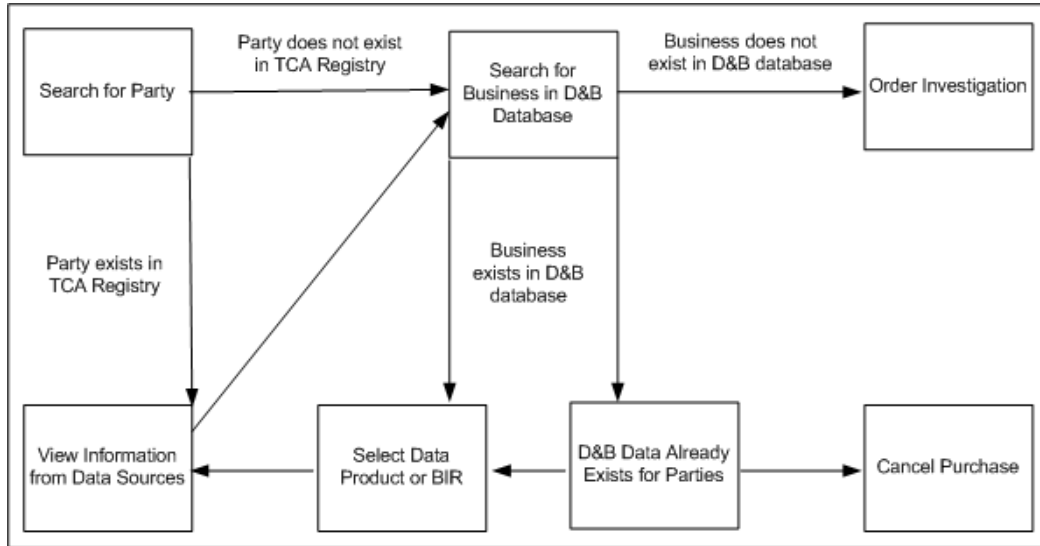 Party does not exist
in TCA Registry
Business does not
exist in D&B database
Search for Party
Search for
Business in D&B
Database
Order Investigation
Party exists in
TCA Registry
Business
exists in D&B
database
View Information
from Data Sources
Select Data
Product or BIR
D&B Data Already
Exists for Parties
Cancel Purchase